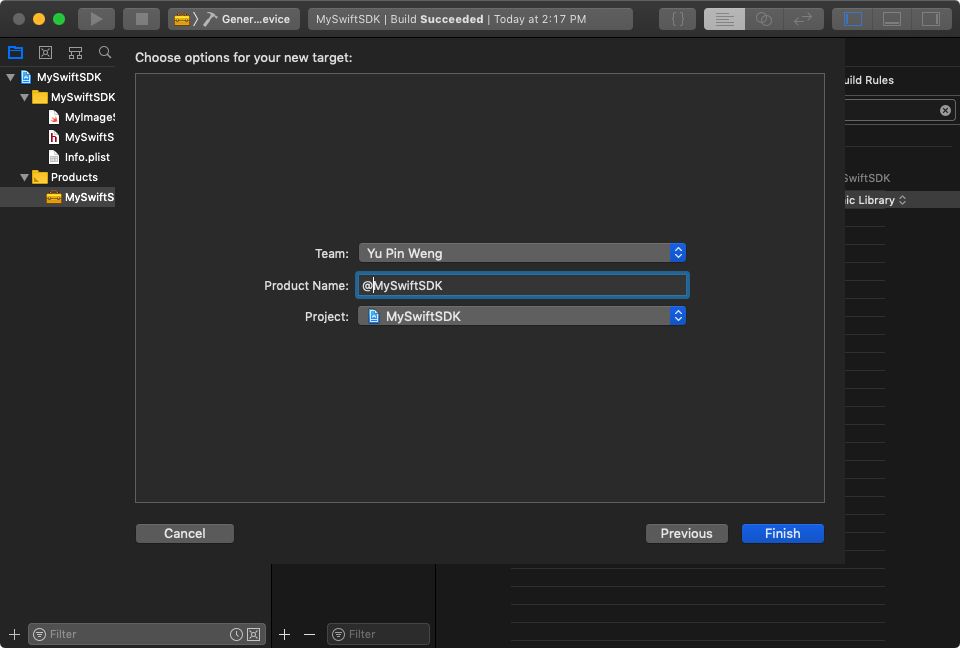 Gener...evice
MySwiftSDK | Build Succeeded | Today at 2:17 PM
{ }
MySwiftSDK
MySwiftSDK
MyImageS
MySwiftS
Info.plist
Products
MySwiftS
Choose options for your new target:
Team: Yu Pin Weng
Product Name: @MySwiftSDK
Project: MySwiftSDK
Cancel
Previous
Finish
uild Rules
SwiftSDK
ic Library
Filter
Filter